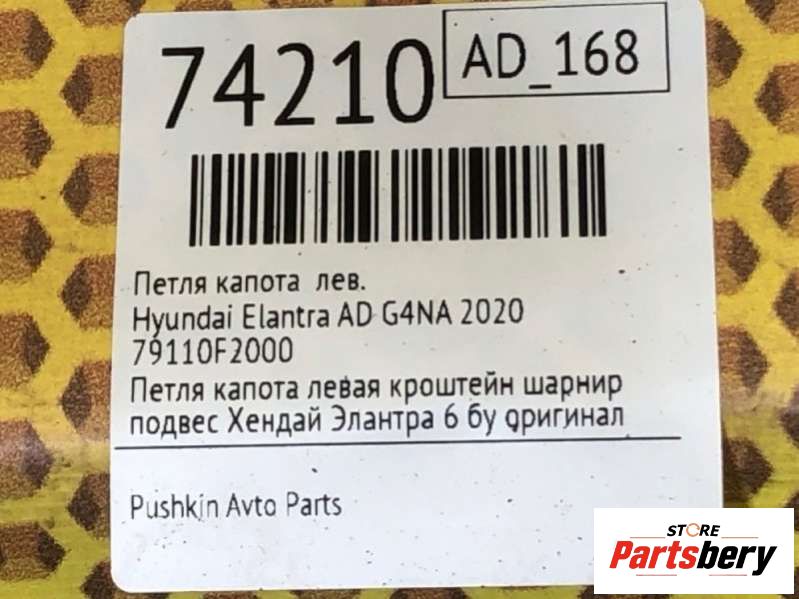 74210
AD_168
Петля капота лев.
Hyundai Elantra AD G4NA 2020
79110F2000
Петля капота левая кроштейн шарнир
подвес Хендай Элантра 6 бу оригинал
Pushkin Avto Parts
STORE
Partsbery